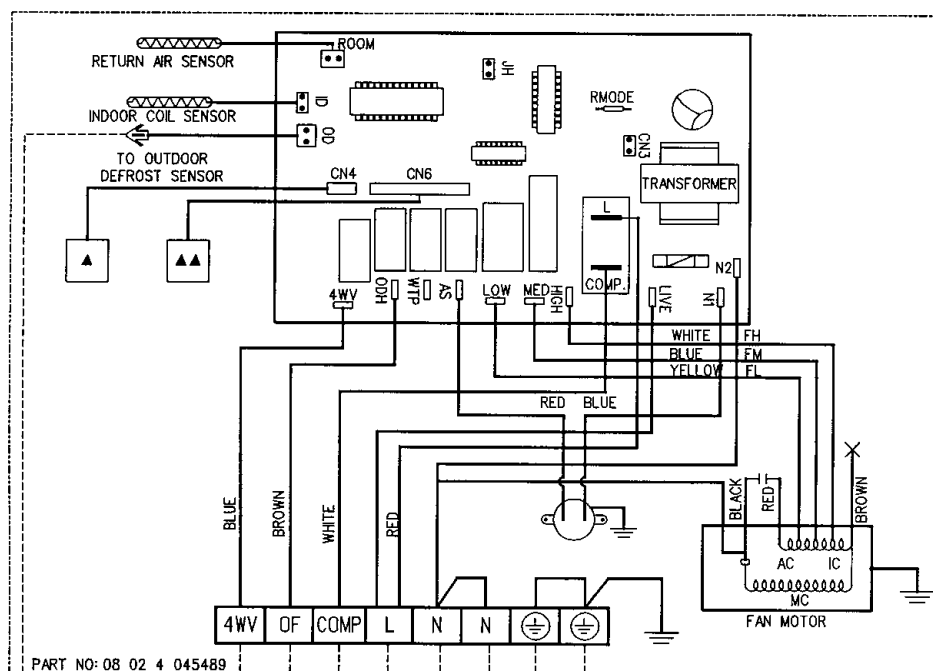 ROOM
RETURN AIR SENSOR
JH
ID
RMODE
INDOOR COIL SENSOR
OD
CN3
TO OUTDOOR
DEFROST SENSOR
CN4
CN6
TRANSFORMER
L
COMP.
N2
4WV
ODH
WTP
AS
LOW
MED
HIGH
LIVE
N1
WHITE FH
BLUE FM
YELLOW FL
RED BLUE
BLUE
BROWN
WHITE
RED
BLACK
RED
BROWN
AC IC
MC
FAN MOTOR
4WV OF COMP L N N
PART NO: 08 02 4 045489